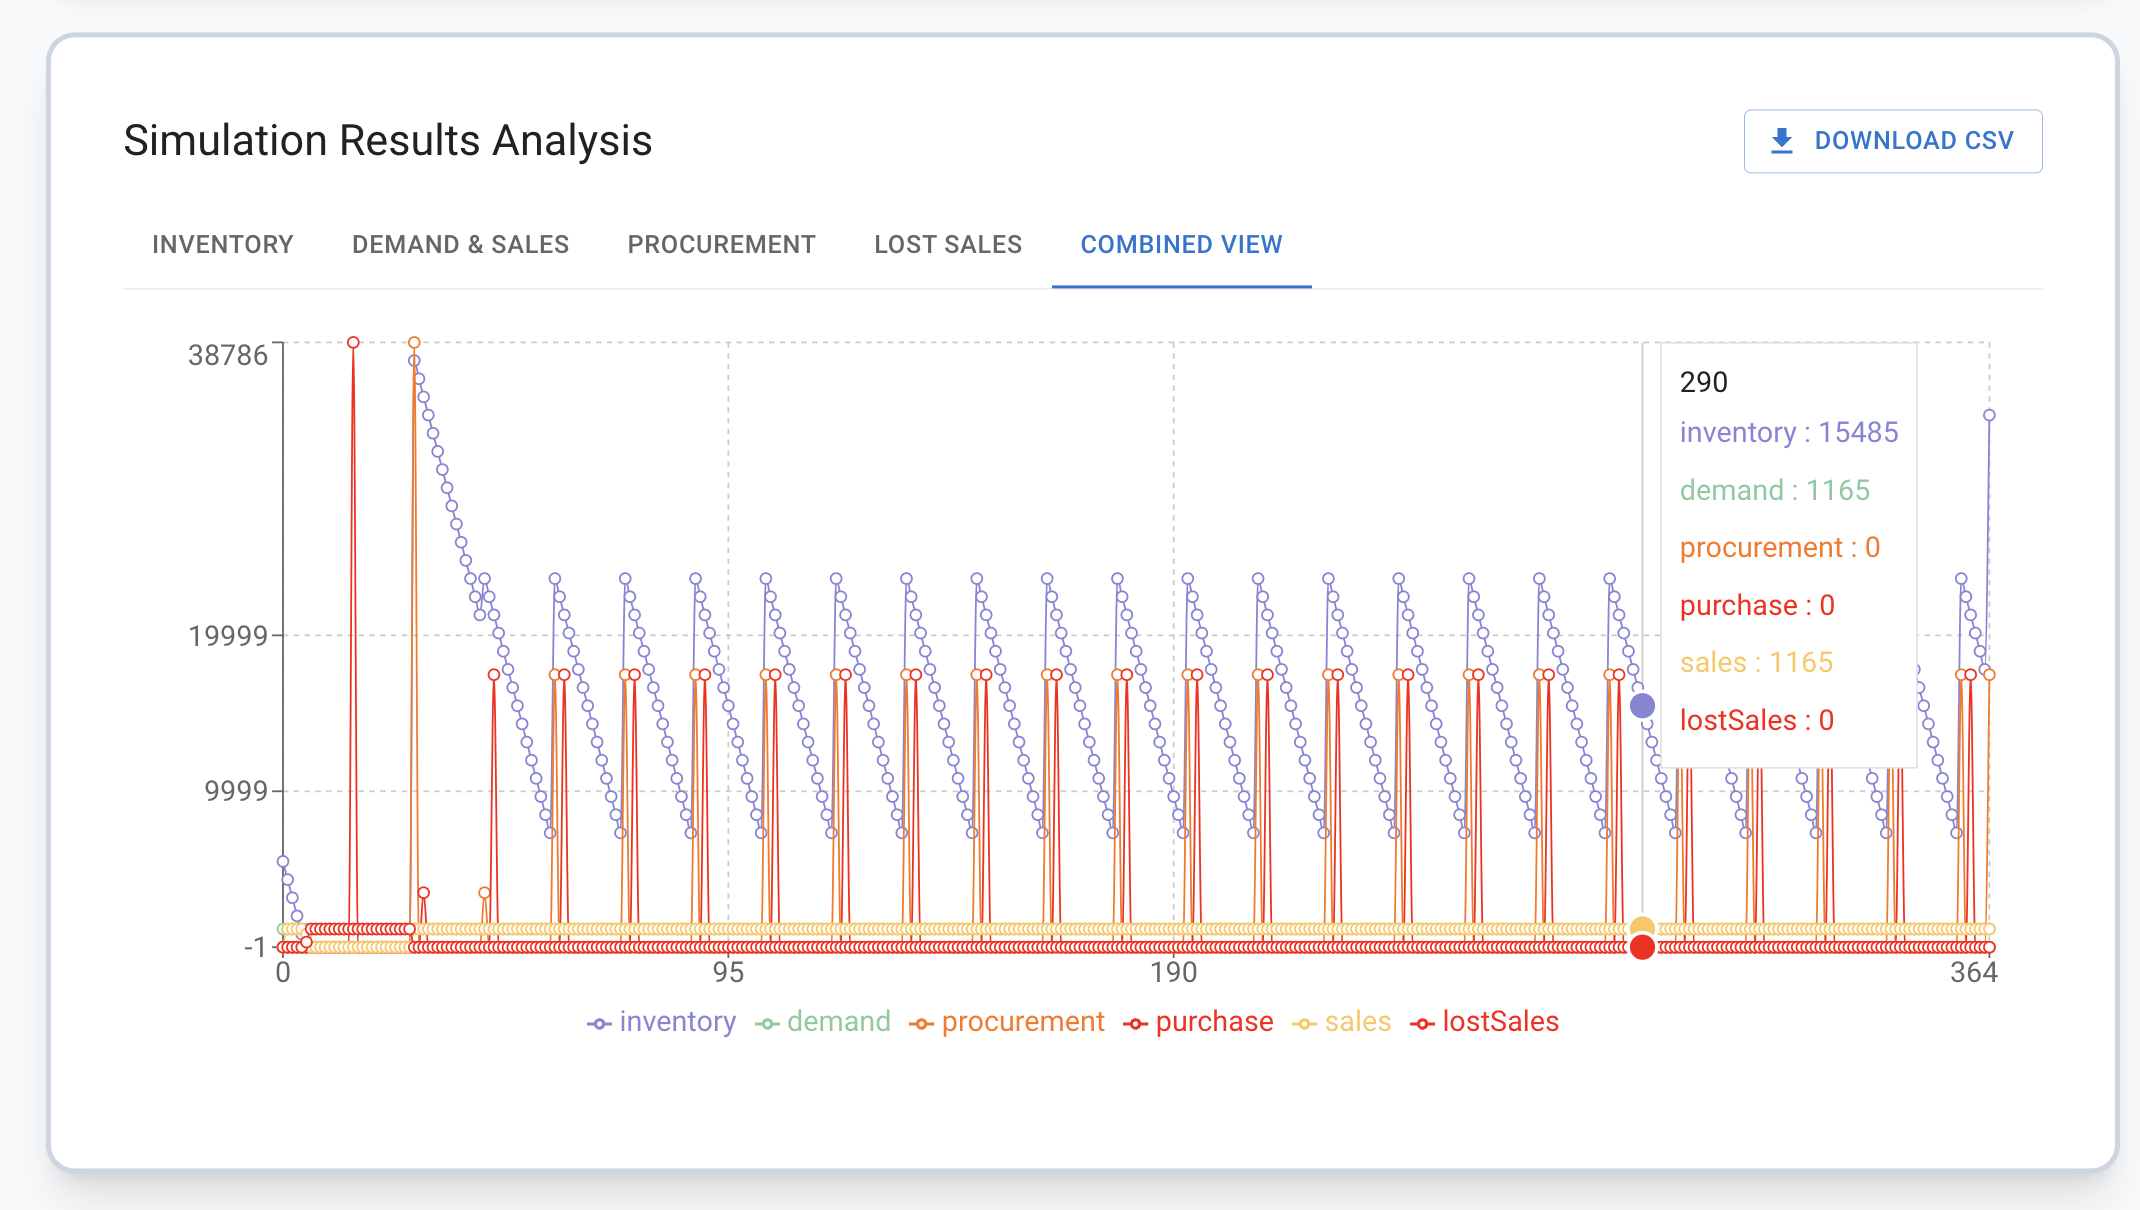 Simulation Results Analysis
DOWNLOAD CSV
INVENTORY DEMAND & SALES PROCUREMENT LOST SALES COMBINED VIEW
38786
19999
9999
-1
0 95 190 364
290
inventory : 15485
demand : 1165
procurement : 0
purchase : 0
sales : 1165
lostSales : 0
inventory demand procurement purchase sales lostSales